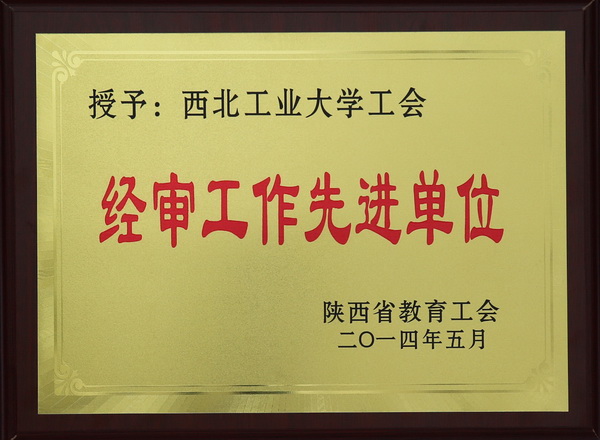 授予：西北工业大学工会
经审工作先进单位
陕西省教育工会
二〇一四年五月